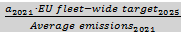 a₂₀₂₁·EU fleet−wide target₂₀₂₅
Average emissions₂₀₂₁